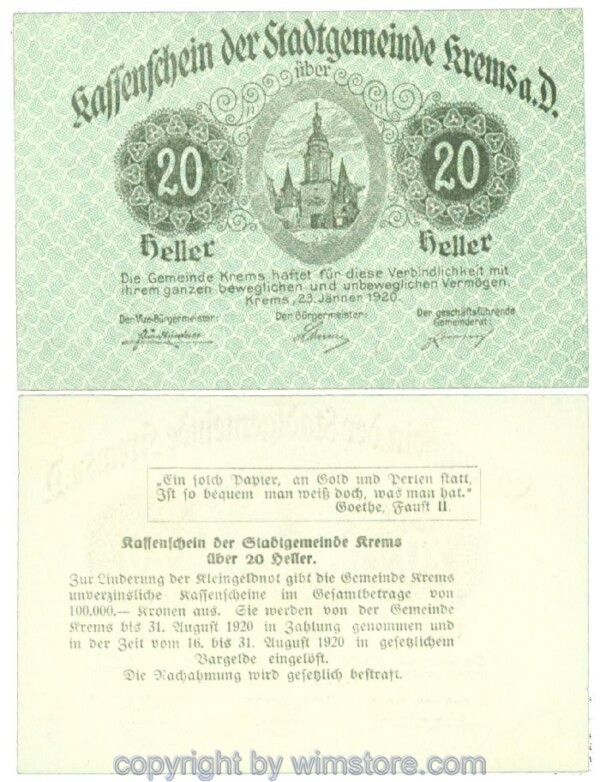 Kassenschein der Stadtgemeinde Krems a.D.
über
20 20
Heller Heller
Die Gemeinde Krems haftet für diese Verbindlichkeit mit
ihrem ganzen beweglichen und unbeweglichen Vermögen.
Krems, 23. Jänner 1920.
Der Vize-Bürgermeister: Der Bürgermeister: Der geschäftsführende
Gemeinderat:
„Ein solch Papier, an Gold und Perlen statt,
Ist so bequem man weiß doch, was man hat."
Goethe, Faust II.
Kassenschein der Stadtgemeinde Krems
über 20 Heller.
Zur Linderung der Kleingeldnot gibt die Gemeinde Krems
unverzinsliche Kassenscheine im Gesamtbetrage von
100.000.— Kronen aus. Sie werden von der Gemeinde
Krems bis 31. August 1920 in Zahlung genommen und
in der Zeit vom 16. bis 31. August 1920 in gesetzlichem
Bargelde eingelöst.
Die Nachahmung wird gesetzlich bestraft.
copyright by wimstore.com